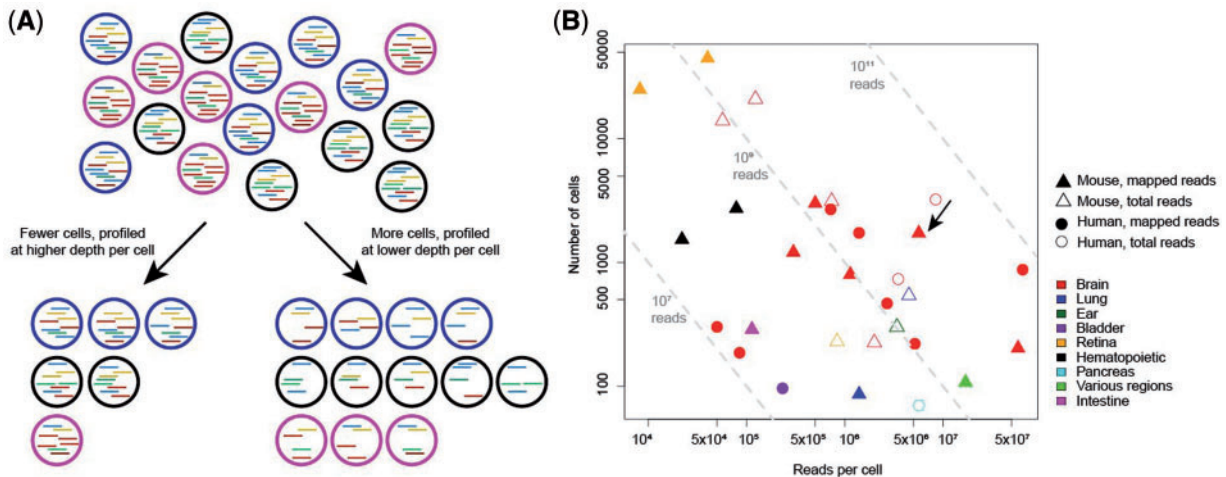 (A)
Fewer cells, profiled
at higher depth per cell
More cells, profiled
at lower depth per cell
(B)
Number of cells
50000
10000
5000
1000
500
100
10¹¹
reads
10⁹
reads
10⁷
reads
10⁴
5x10⁴
10⁵
5x10⁵
10⁶
5x10⁶
10⁷
5x10⁷
Reads per cell
Mouse, mapped reads
Mouse, total reads
Human, mapped reads
Human, total reads
Brain
Lung
Ear
Bladder
Retina
Hematopoietic
Pancreas
Various regions
Intestine